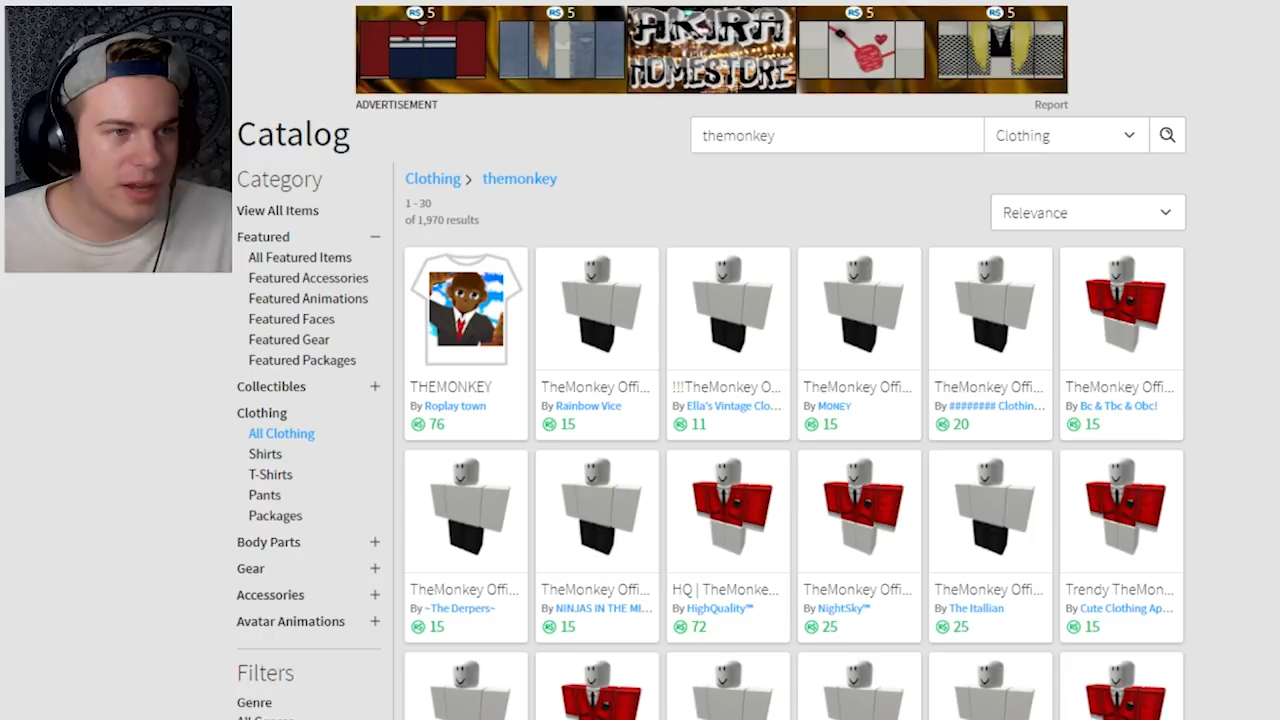 R$ 5 R$ 5 R$ 5 R$ 5
AKIRA
HOMESTORE
ADVERTISEMENT Report
Catalog
themonkey Clothing
Category
Clothing > themonkey
View All Items
1 - 30
of 1,970 results
Relevance
Featured
All Featured Items
Featured Accessories
Featured Animations
Featured Faces
Featured Gear
Featured Packages
Collectibles
Clothing
All Clothing
Shirts
T-Shirts
Pants
Packages
Body Parts
Gear
Accessories
Avatar Animations
Filters
Genre
THEMONKEY
By Roplay town
R$ 76
TheMonkey Offi...
By Rainbow Vice
R$ 15
!!!TheMonkey O...
By Ella's Vintage Clo...
R$ 11
TheMonkey Offi...
By MONEY
R$ 15
TheMonkey Offi...
By ######## Clothin...
R$ 20
TheMonkey Offi...
By Bc & Tbc & Obc!
R$ 15
TheMonkey Offi...
By ~The Derpers~
R$ 15
TheMonkey Offi...
By NINJAS IN THE MI...
R$ 15
HQ | TheMonke...
By HighQuality™
R$ 72
TheMonkey Offi...
By NightSky™
R$ 25
TheMonkey Offi...
By The Itallian
R$ 25
Trendy TheMon...
By Cute Clothing Ap...
R$ 15